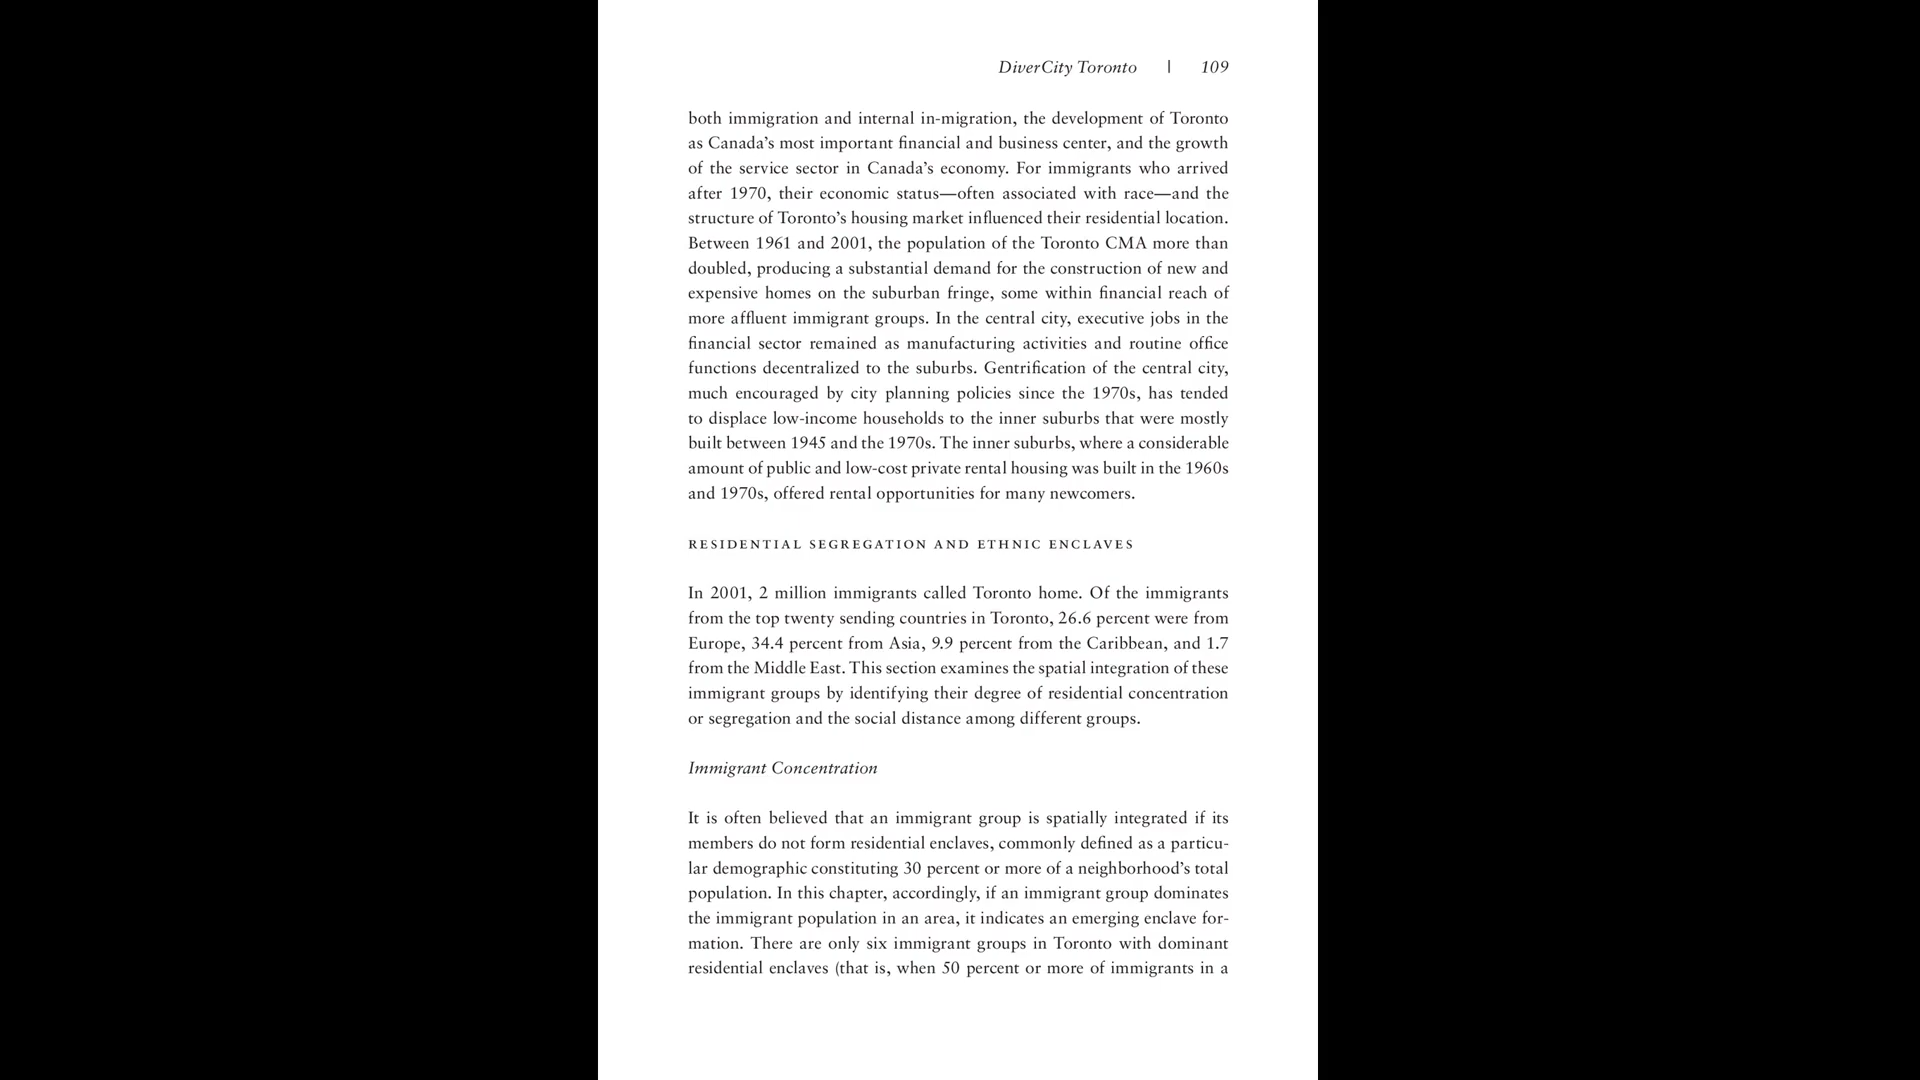 DiverCity Toronto | 109
both immigration and internal in-migration, the development of Toronto
as Canada’s most important financial and business center, and the growth
of the service sector in Canada’s economy. For immigrants who arrived
after 1970, their economic status—often associated with race—and the
structure of Toronto’s housing market influenced their residential location.
Between 1961 and 2001, the population of the Toronto CMA more than
doubled, producing a substantial demand for the construction of new and
expensive homes on the suburban fringe, some within financial reach of
more affluent immigrant groups. In the central city, executive jobs in the
financial sector remained as manufacturing activities and routine office
functions decentralized to the suburbs. Gentrification of the central city,
much encouraged by city planning policies since the 1970s, has tended
to displace low-income households to the inner suburbs that were mostly
built between 1945 and the 1970s. The inner suburbs, where a considerable
amount of public and low-cost private rental housing was built in the 1960s
and 1970s, offered rental opportunities for many newcomers.
RESIDENTIAL SEGREGATION AND ETHNIC ENCLAVES
In 2001, 2 million immigrants called Toronto home. Of the immigrants
from the top twenty sending countries in Toronto, 26.6 percent were from
Europe, 34.4 percent from Asia, 9.9 percent from the Caribbean, and 1.7
from the Middle East. This section examines the spatial integration of these
immigrant groups by identifying their degree of residential concentration
or segregation and the social distance among different groups.
Immigrant Concentration
It is often believed that an immigrant group is spatially integrated if its
members do not form residential enclaves, commonly defined as a particu-
lar demographic constituting 30 percent or more of a neighborhood’s total
population. In this chapter, accordingly, if an immigrant group dominates
the immigrant population in an area, it indicates an emerging enclave for-
mation. There are only six immigrant groups in Toronto with dominant
residential enclaves (that is, when 50 percent or more of immigrants in a